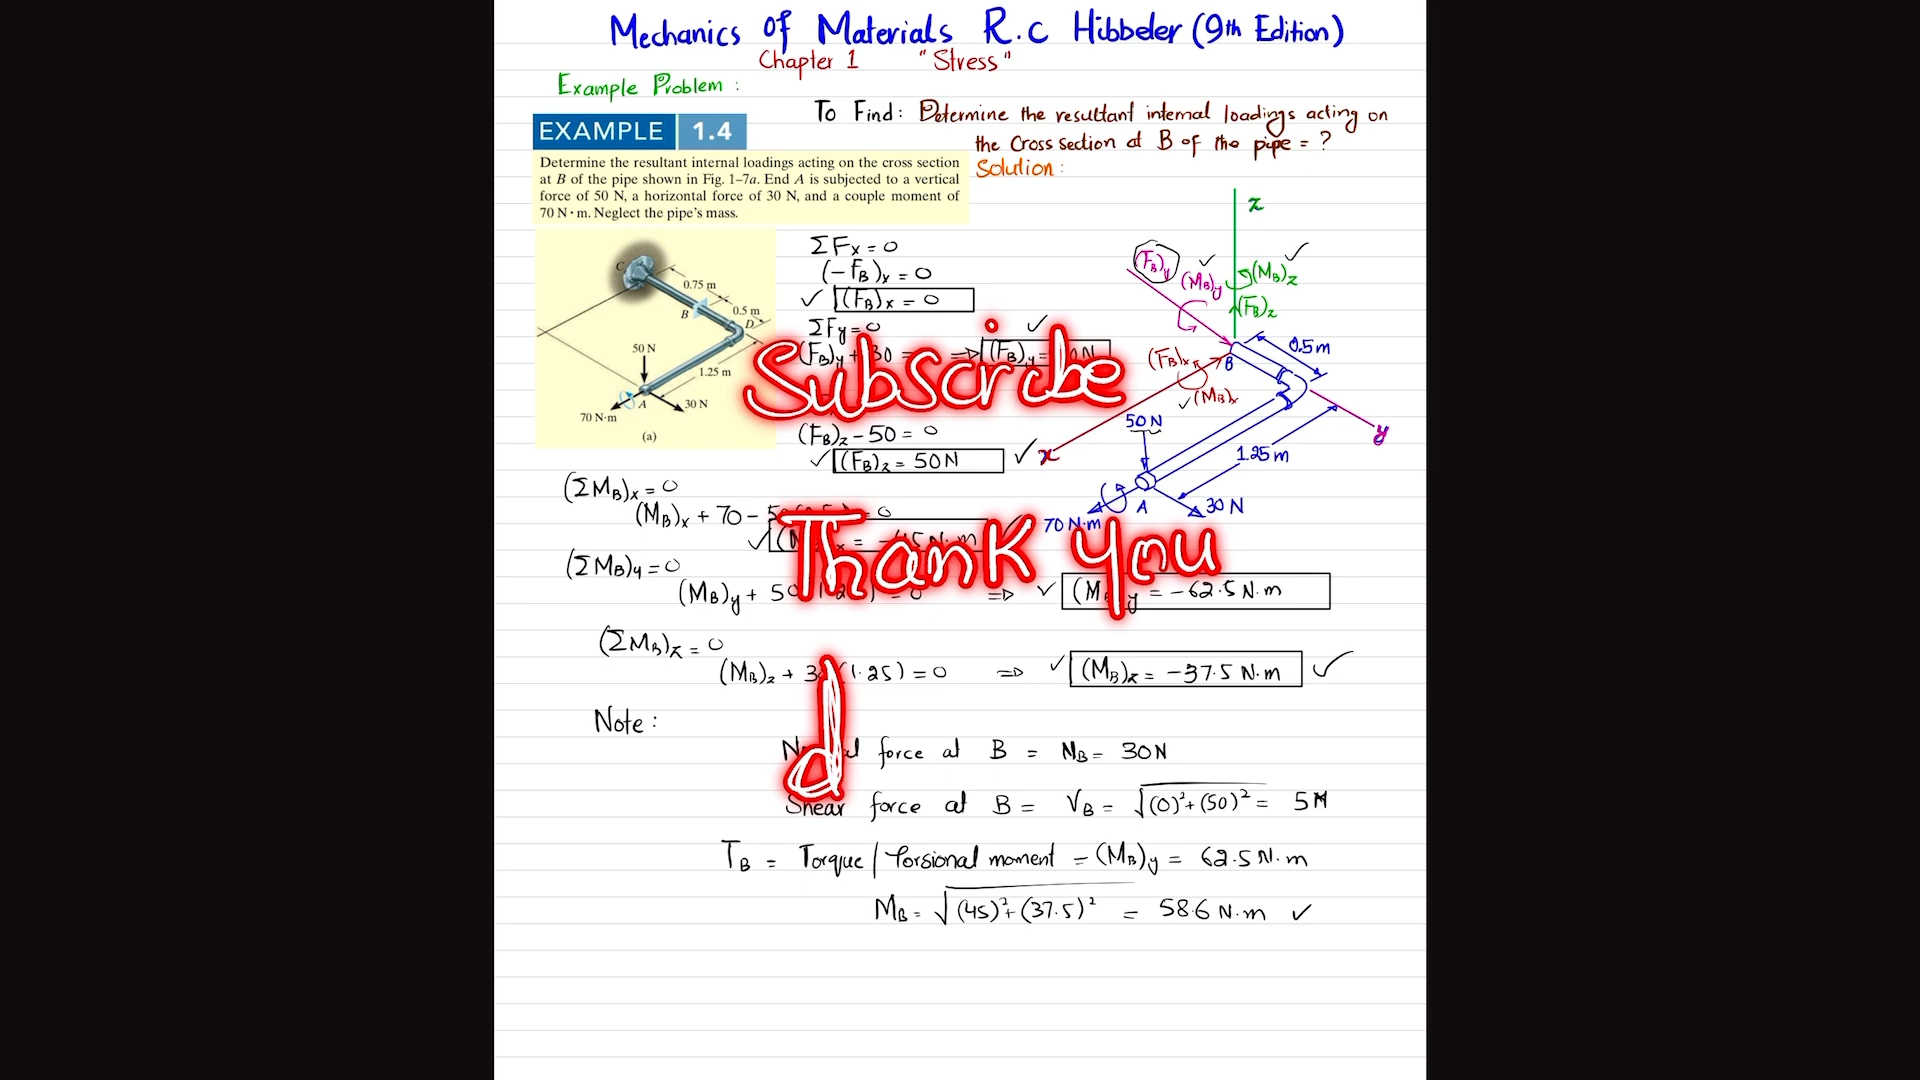 Mechanics of Materials R.C Hibbeler (9th Edition)
Chapter 1 "Stress"
Example Problem :
To Find : Determine the resultant internal loadings acting on
the Cross section at B of the pipe = ?
EXAMPLE 1.4
Determine the resultant internal loadings acting on the cross section
at B of the pipe shown in Fig. 1–7a. End A is subjected to a vertical
force of 50 N, a horizontal force of 30 N, and a couple moment of
70 N·m. Neglect the pipe's mass.
Solution :
C
0.75 m
B
0.5 m
D
50 N
1.25 m
A
30 N
70 N·m
(a)
ΣFx = 0
(-FB)x = 0
✓ (FB)x = 0
ΣFy = 0
(FB)y + 30 = ⇒ (FB)y = N
(FB)z - 50 = 0
✓ (FB)z = 50N ✓
z
(FB)y
(MB)y ✓
(MB)z ✓
(FB)z
0.5 m
(FB)x
B
✓ (MB)x
50 N
x
y
1.25 m
A
30 N
70 N·m
Subscribe
(ΣMB)x = 0
(MB)x + 70 - = 0
✓ x = N·m
Thank you
(ΣMB)y = 0
(MB)y + 50 = 0 ⇒ ✓ (M y = -62.5 N·m
(ΣMB)z = 0
(MB)z + 3 (1.25) = 0 ⇒ ✓ (MB)z = -37.5 N·m ✓
d
Note :
force at B = NB = 30N
Shear force at B = VB = √(0)²+(50)² = 5N
TB = Torque / Torsional moment = (MB)y = 62.5 N·m
MB = √(45)²+(37.5)² = 58.6 N·m ✓